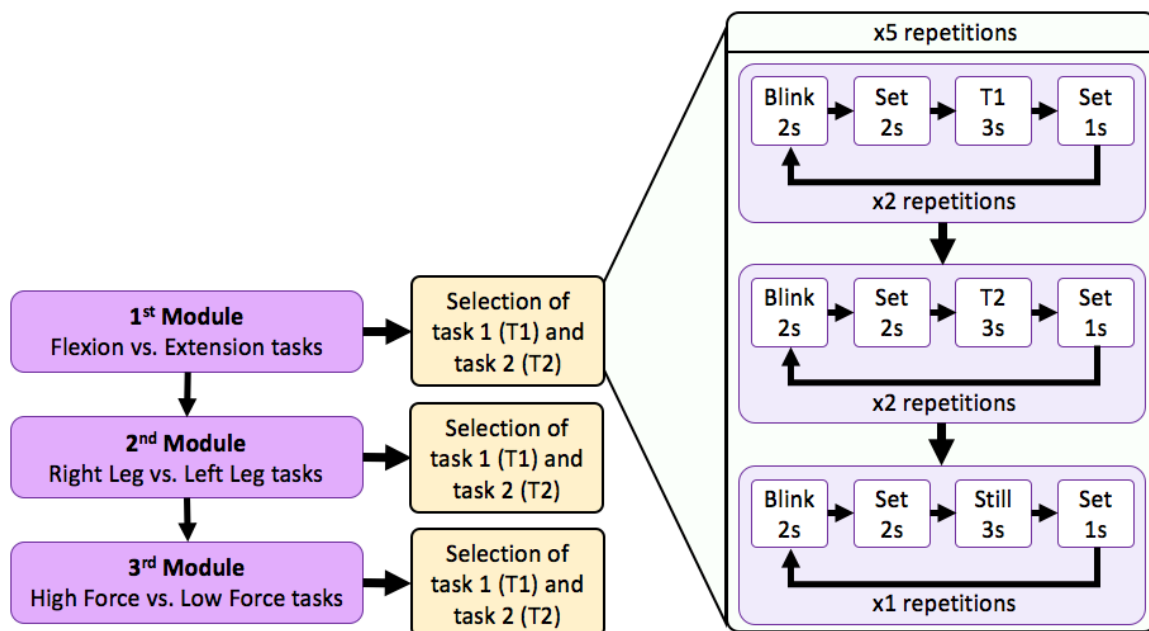 1st Module
Flexion vs. Extension tasks
Selection of
task 1 (T1) and
task 2 (T2)
2nd Module
Right Leg vs. Left Leg tasks
Selection of
task 1 (T1) and
task 2 (T2)
3rd Module
High Force vs. Low Force tasks
Selection of
task 1 (T1) and
task 2 (T2)
x5 repetitions
Blink
2s
Set
2s
T1
3s
Set
1s
x2 repetitions
Blink
2s
Set
2s
T2
3s
Set
1s
x2 repetitions
Blink
2s
Set
2s
Still
3s
Set
1s
x1 repetitions